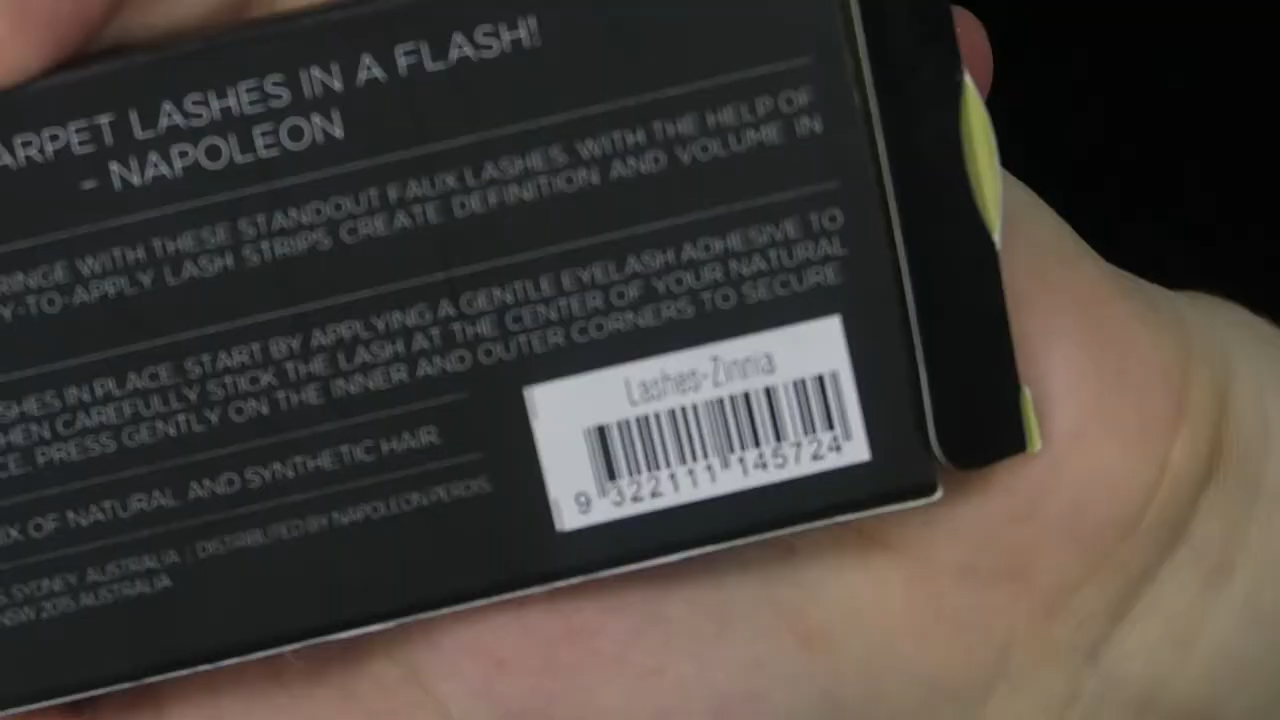 ARPET LASHES IN A FLASH!
- NAPOLEON
RINGE WITH THESE STANDOUT FAUX LASHES. WITH THE HELP OF
Y-TO-APPLY LASH STRIPS CREATE DEFINITION AND VOLUME IN
SHES IN PLACE. START BY APPLYING A GENTLE EYELASH ADHESIVE TO
HEN CAREFULLY STICK THE LASH AT THE CENTER OF YOUR NATURAL
CE. PRESS GENTLY ON THE INNER AND OUTER CORNERS TO SECURE
IX OF NATURAL AND SYNTHETIC HAIR.
S, SYDNEY AUSTRALIA | DISTRIBUTED BY NAPOLEON PERDIS,
NSW 2015 AUSTRALIA
Lashes-Zinnia
9 322111 145724